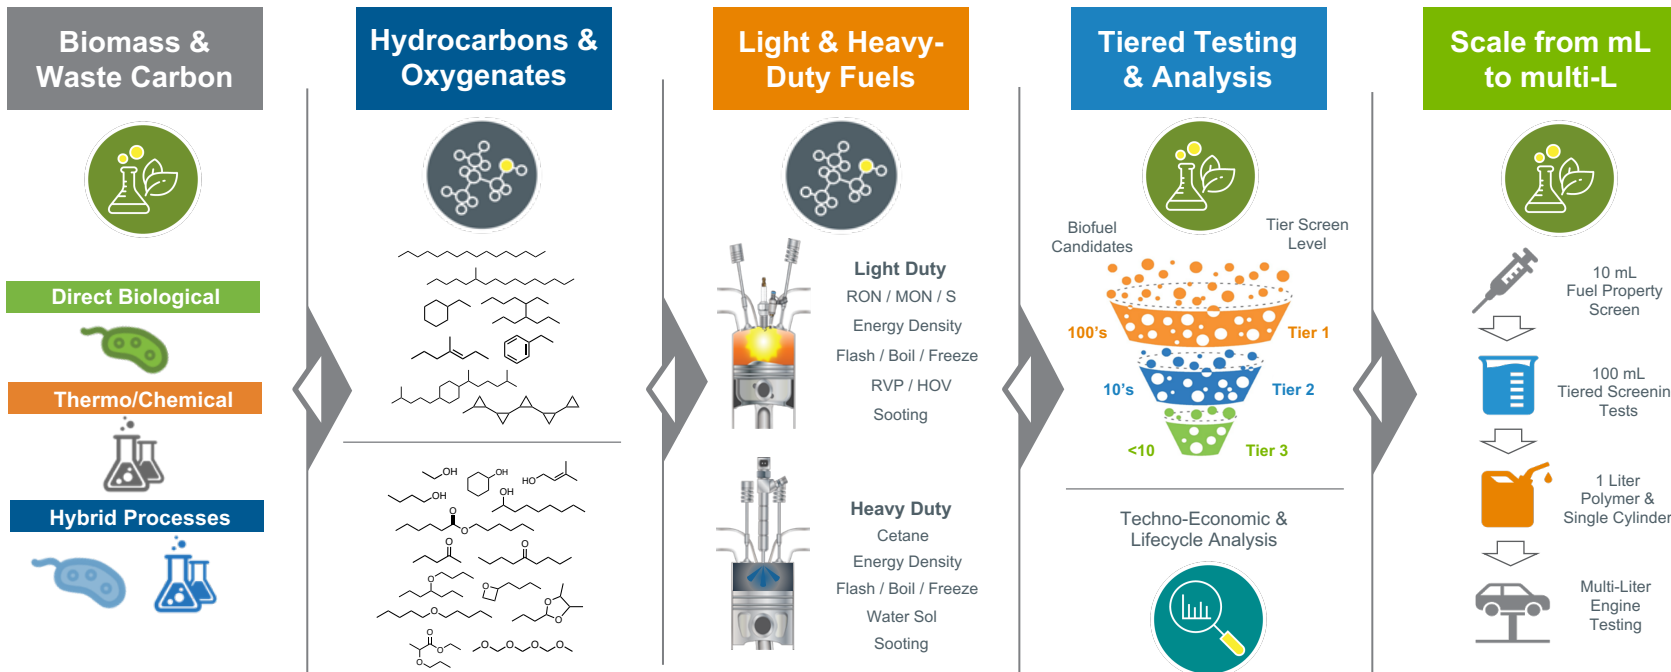 Biomass &
Waste Carbon
Direct Biological
Thermo/Chemical
Hybrid Processes
Hydrocarbons &
Oxygenates
OH
OH
HO
OH
OH
O
O
O
O
O
O
O
O
O
O
O
O
O
O O O O
Light & Heavy-
Duty Fuels
Light Duty
RON / MON / S
Energy Density
Flash / Boil / Freeze
RVP / HOV
Sooting
Heavy Duty
Cetane
Energy Density
Flash / Boil / Freeze
Water Sol
Sooting
Tiered Testing
& Analysis
Biofuel
Candidates
Tier Screen
Level
100's
Tier 1
10's
Tier 2
<10
Tier 3
Techno-Economic &
Lifecycle Analysis
Scale from mL
to multi-L
10 mL
Fuel Property
Screen
100 mL
Tiered Screenin
Tests
1 Liter
Polymer &
Single Cylinder
Multi-Liter
Engine
Testing